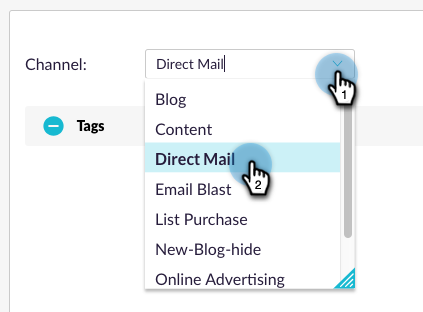 Channel: Direct Mail
1
Tags
Blog
Content
Direct Mail
2
Email Blast
List Purchase
New-Blog-hide
Online Advertising